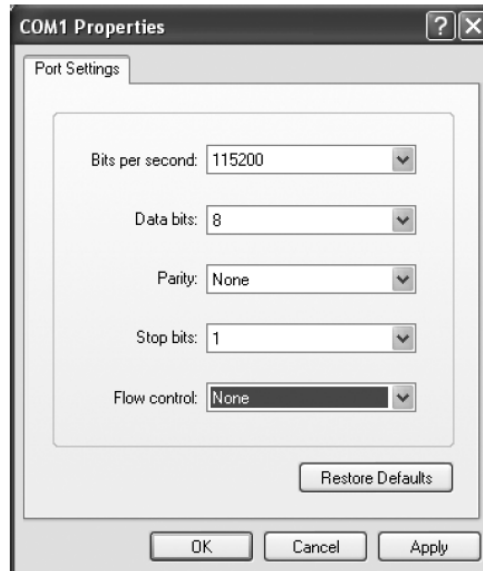 COM1 Properties
Port Settings
Bits per second: 115200
Data bits: 8
Parity: None
Stop bits: 1
Flow control: None
Restore Defaults
OK Cancel Apply